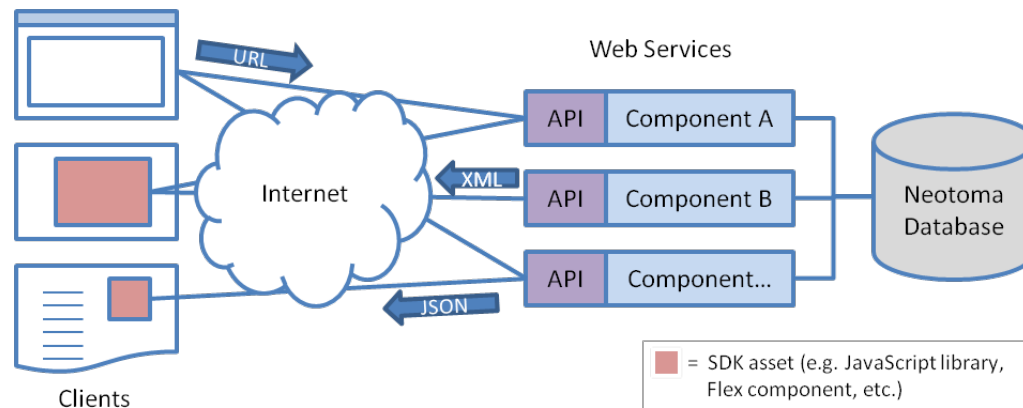 URL
Web Services
API
Component A
XML
Internet
API
Component B
Neotoma
Database
API
Component...
JSON
= SDK asset (e.g. JavaScript library,
Flex component, etc.)
Clients